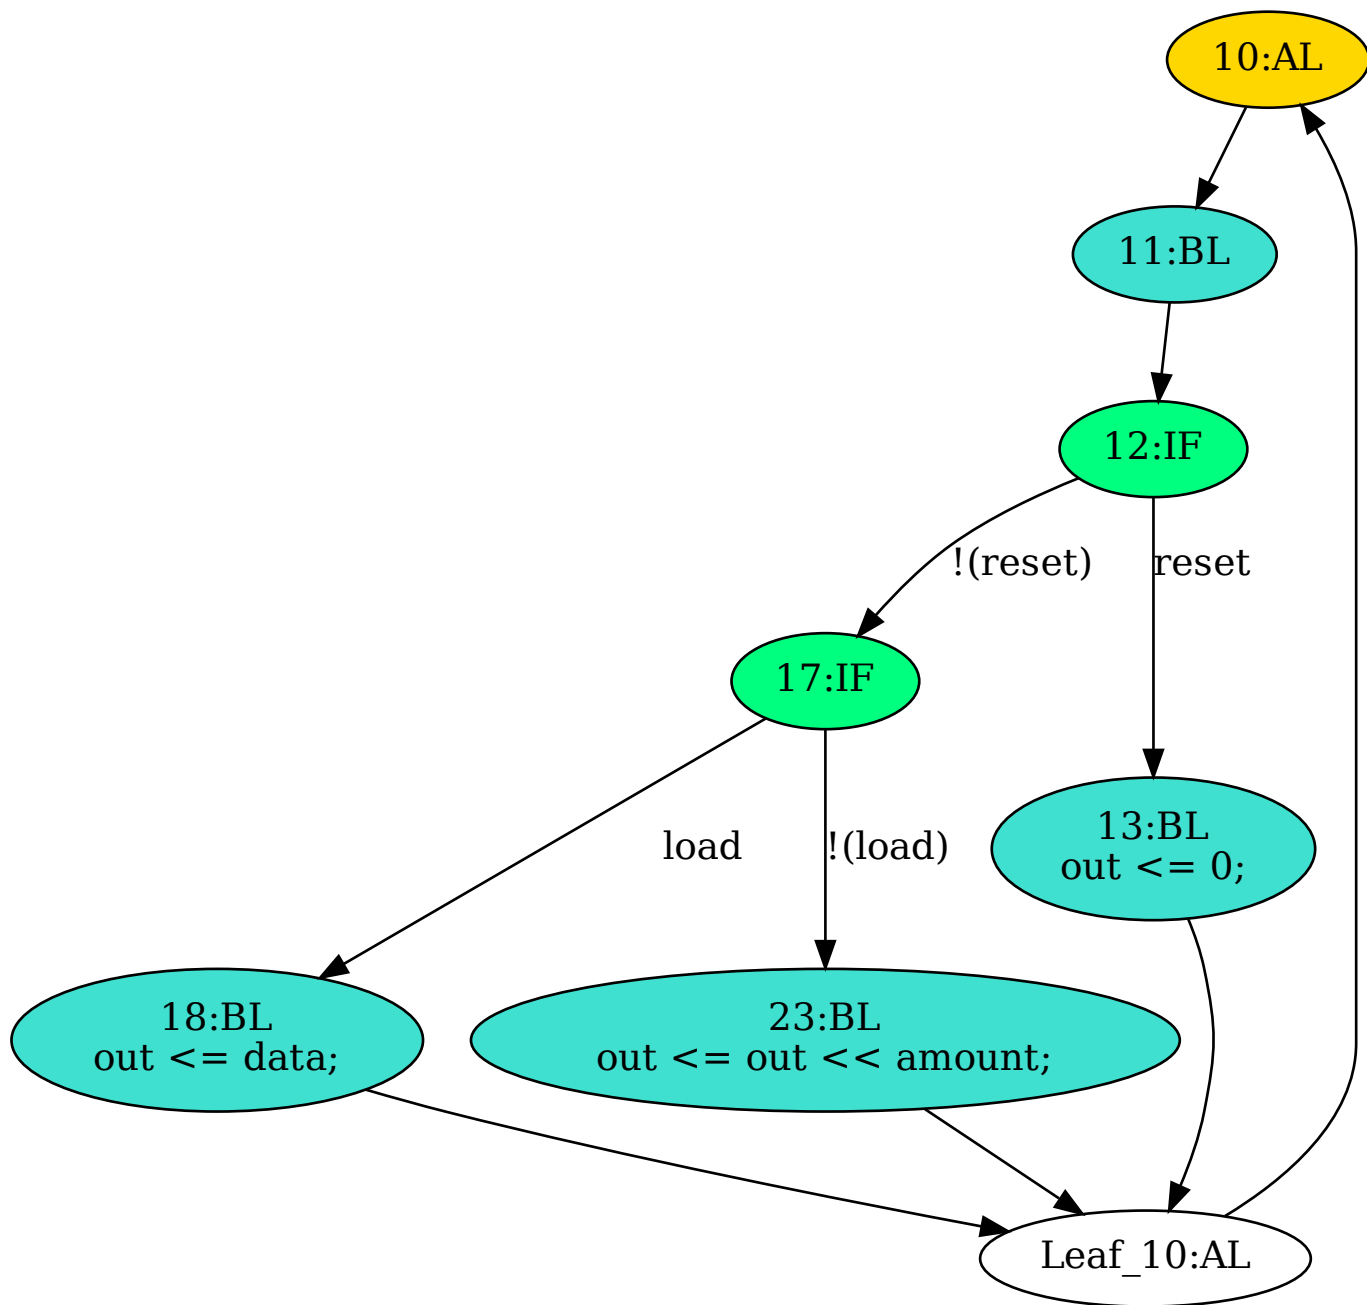 10:AL
11:BL
12:IF
!(reset)
reset
17:IF
load
!(load)
13:BL
out <= 0;
18:BL
out <= data;
23:BL
out <= out << amount;
Leaf_10:AL